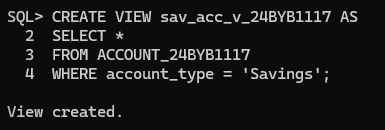 SQL> CREATE VIEW sav_acc_v_24BYB1117 AS
2 SELECT *
3 FROM ACCOUNT_24BYB1117
4 WHERE account_type = 'Savings';
View created.